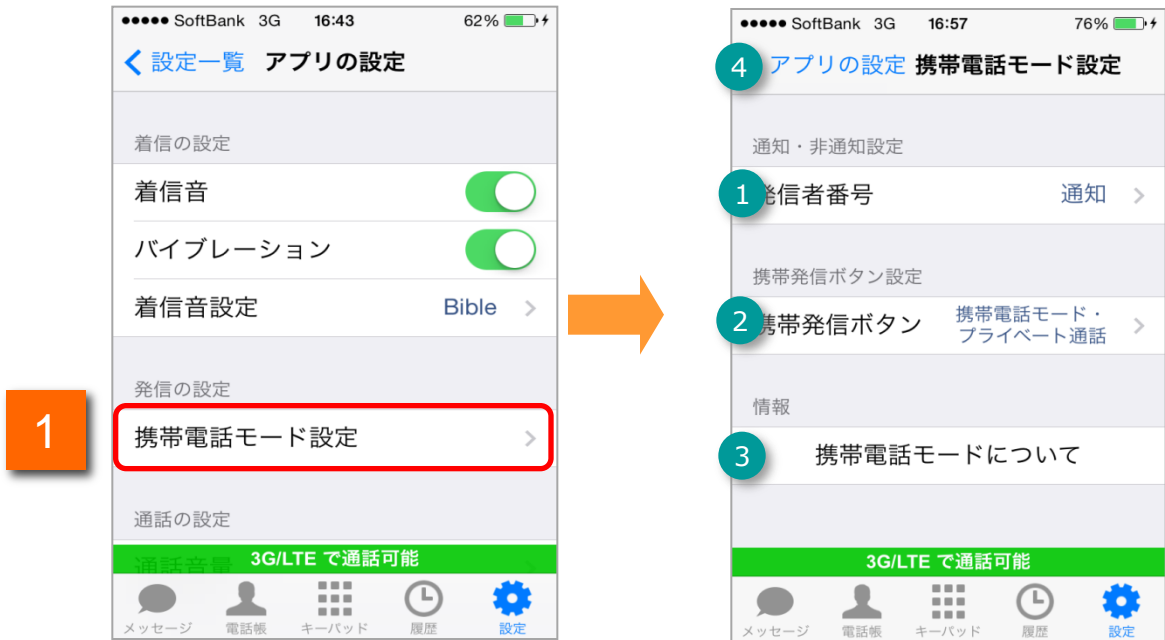 SoftBank 3G 16:43 62%
設定一覧 アプリの設定
着信の設定
着信音
バイブレーション
着信音設定 Bible
発信の設定
1
携帯電話モード設定
通話の設定
通話音量
3G/LTE で通話可能
メッセージ 電話帳 キーパッド 履歴 設定
SoftBank 3G 16:57 76%
4 アプリの設定 携帯電話モード設定
通知・非通知設定
1 発信者番号 通知
携帯発信ボタン設定
2 携帯発信ボタン 携帯電話モード・
プライベート通話
情報
3 携帯電話モードについて
3G/LTE で通話可能
メッセージ 電話帳 キーパッド 履歴 設定